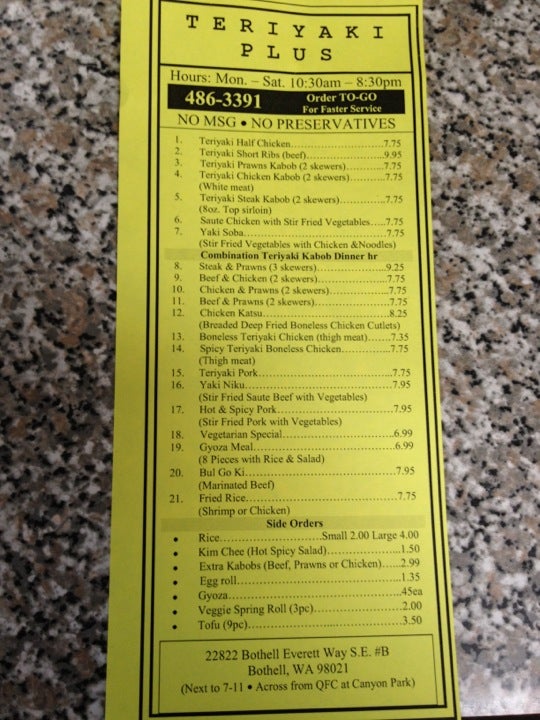 TERIYAKI
PLUS
Hours: Mon. – Sat. 10:30am – 8:30pm
486-3391 Order TO-GO
For Faster Service
NO MSG • NO PRESERVATIVES
1. Teriyaki Half Chicken....................7.75
2. Teriyaki Short Ribs (beef)....................9.95
3. Teriyaki Prawns Kabob (2 skewers)..........7.75
4. Teriyaki Chicken Kabob (2 skewers)..........7.75
(White meat)
5. Teriyaki Steak Kabob (2 skewers)............7.75
(8oz. Top sirloin)
6. Saute Chicken with Stir Fried Vegetables.....7.75
7. Yaki Soba....................7.75
(Stir Fried Vegetables with Chicken &Noodles)
Combination Teriyaki Kabob Dinner hr
8. Steak & Prawns (3 skewers)....................9.25
9. Beef & Chicken (2 skewers)....................7.75
10. Chicken & Prawns (2 skewers)................7.75
11. Beef & Prawns (2 skewers)....................7.75
12. Chicken Katsu....................8.25
(Breaded Deep Fried Boneless Chicken Cutlets)
13. Boneless Teriyaki Chicken (thigh meat).......7.35
14. Spicy Teriyaki Boneless Chicken..............7.75
(Thigh meat)
15. Teriyaki Pork....................7.75
16. Yaki Niku....................7.95
(Stir Fried Saute Beef with Vegetables)
17. Hot & Spicy Pork....................7.95
(Stir Fried Pork with Vegetables)
18. Vegetarian Special....................6.99
19. Gyoza Meal....................6.99
(8 Pieces with Rice & Salad)
20. Bul Go Ki....................7.95
(Marinated Beef)
21. Fried Rice....................7.75
(Shrimp or Chicken)
Side Orders
• Rice....................Small 2.00 Large 4.00
• Kim Chee (Hot Spicy Salad)....................1.50
• Extra Kabobs (Beef, Prawns or Chicken).....2.99
• Egg roll....................1.35
• Gyoza....................45ea
• Veggie Spring Roll (3pc)....................2.00
• Tofu (9pc)....................3.50
22822 Bothell Everett Way S.E. #B
Bothell, WA 98021
(Next to 7-11 • Across from QFC at Canyon Park)